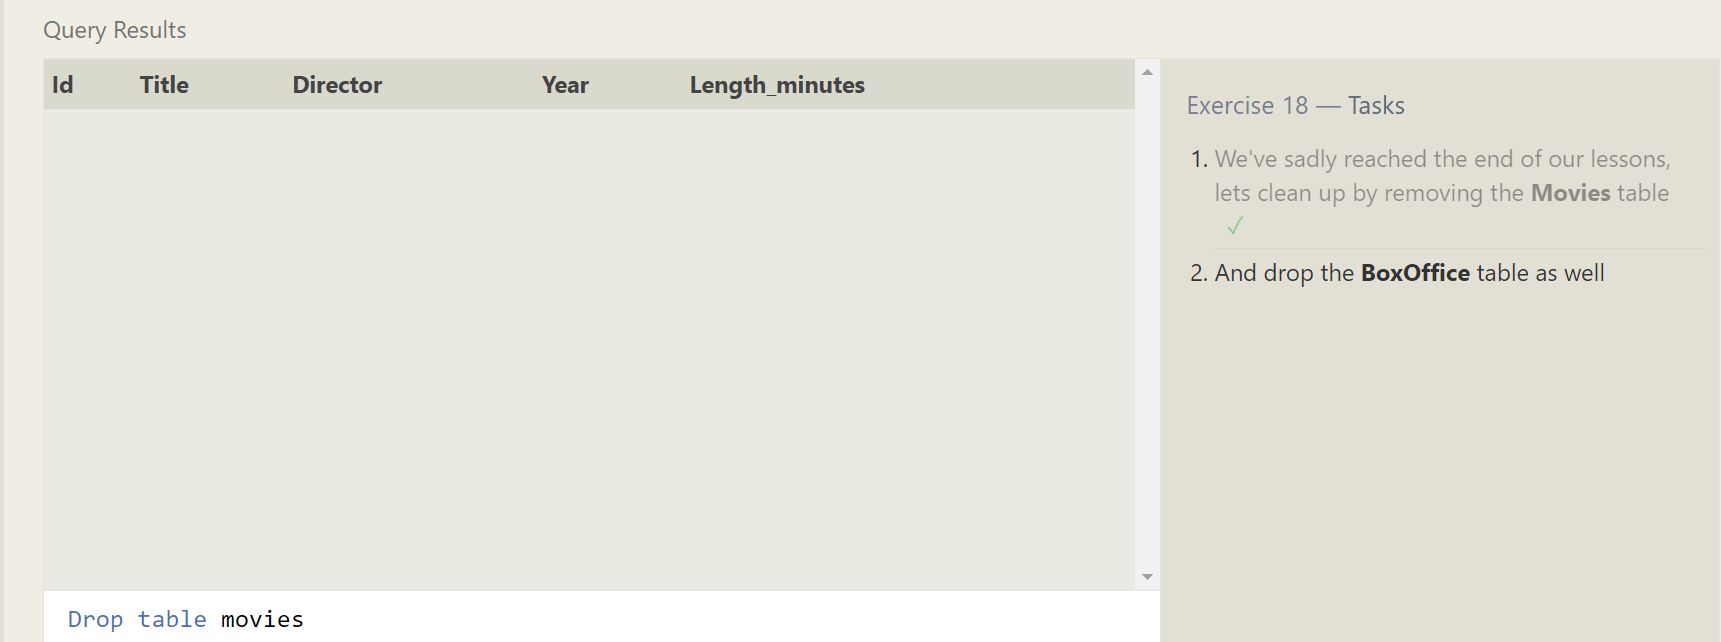 Query Results
Id Title Director Year Length_minutes
Exercise 18 — Tasks
1. We've sadly reached the end of our lessons,
lets clean up by removing the Movies table
✓
2. And drop the BoxOffice table as well
Drop table movies